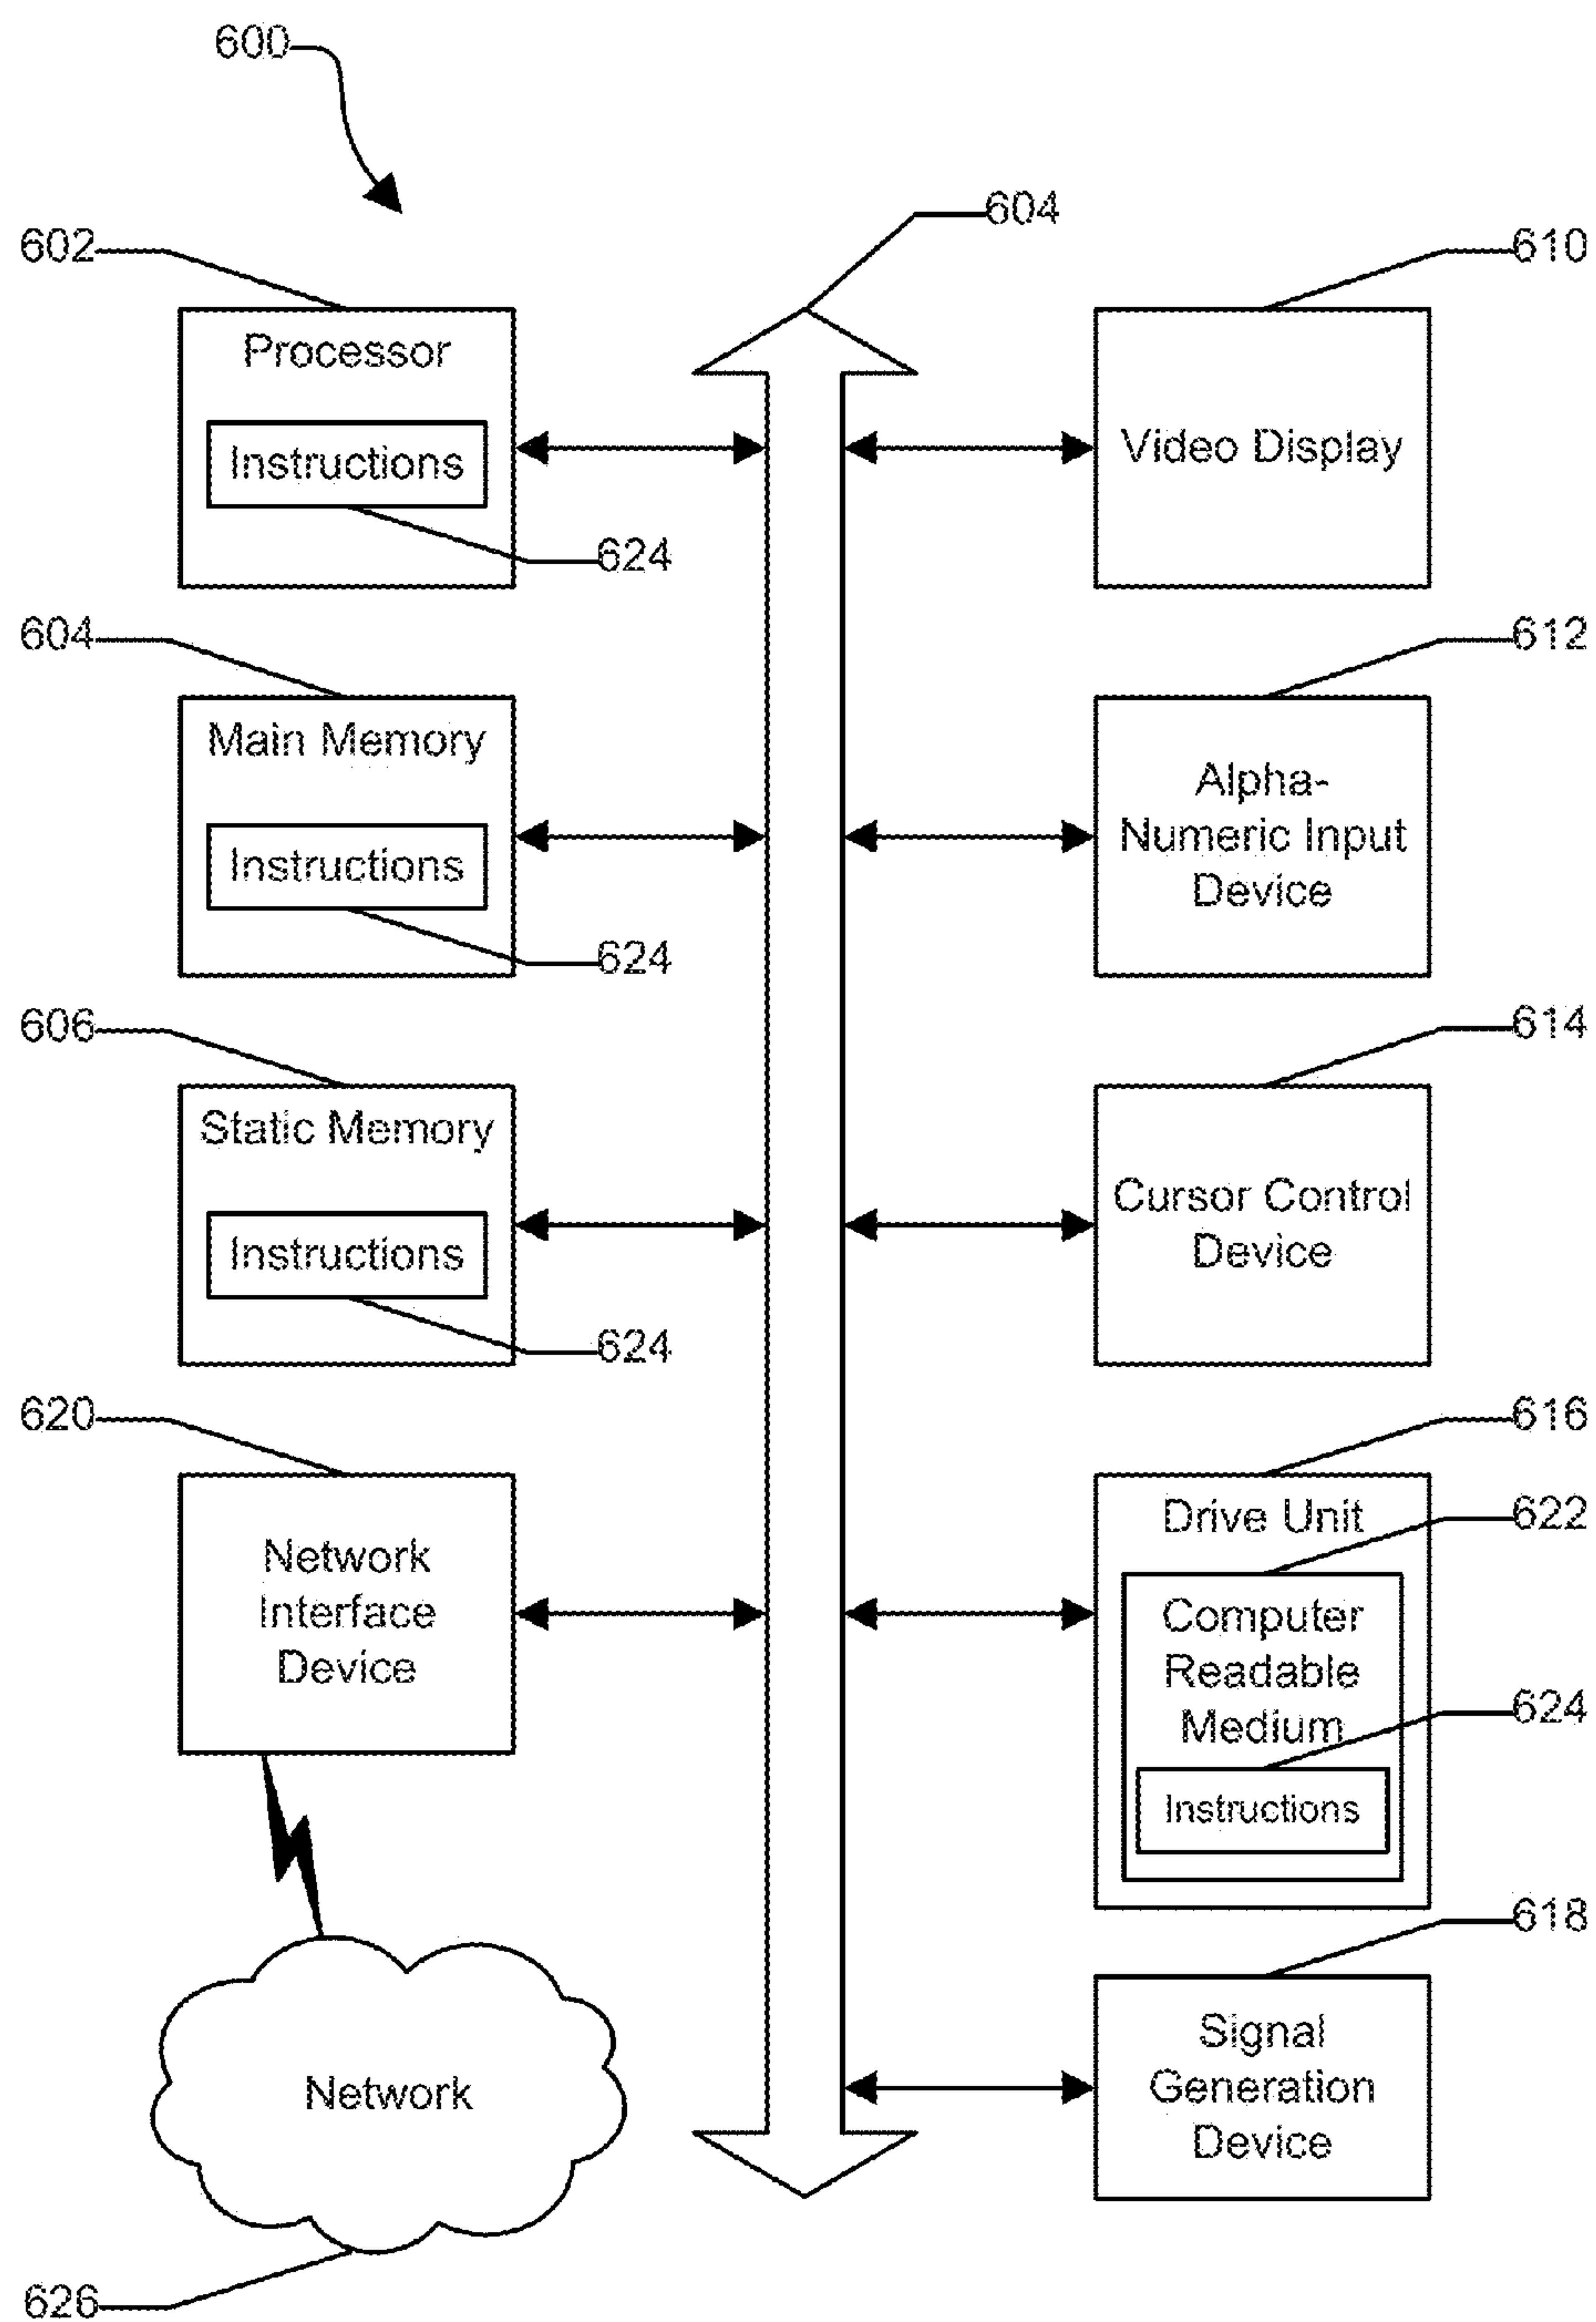 600
602
604
610
Processor
Instructions
624
Video Display
604
612
Main Memory
Instructions
624
Alpha-
Numeric Input
Device
606
614
Static Memory
Instructions
624
Cursor Control
Device
620
616
Network
Interface
Device
Drive Unit
622
Computer
Readable
Medium
624
Instructions
618
Signal
Generation
Device
Network
626